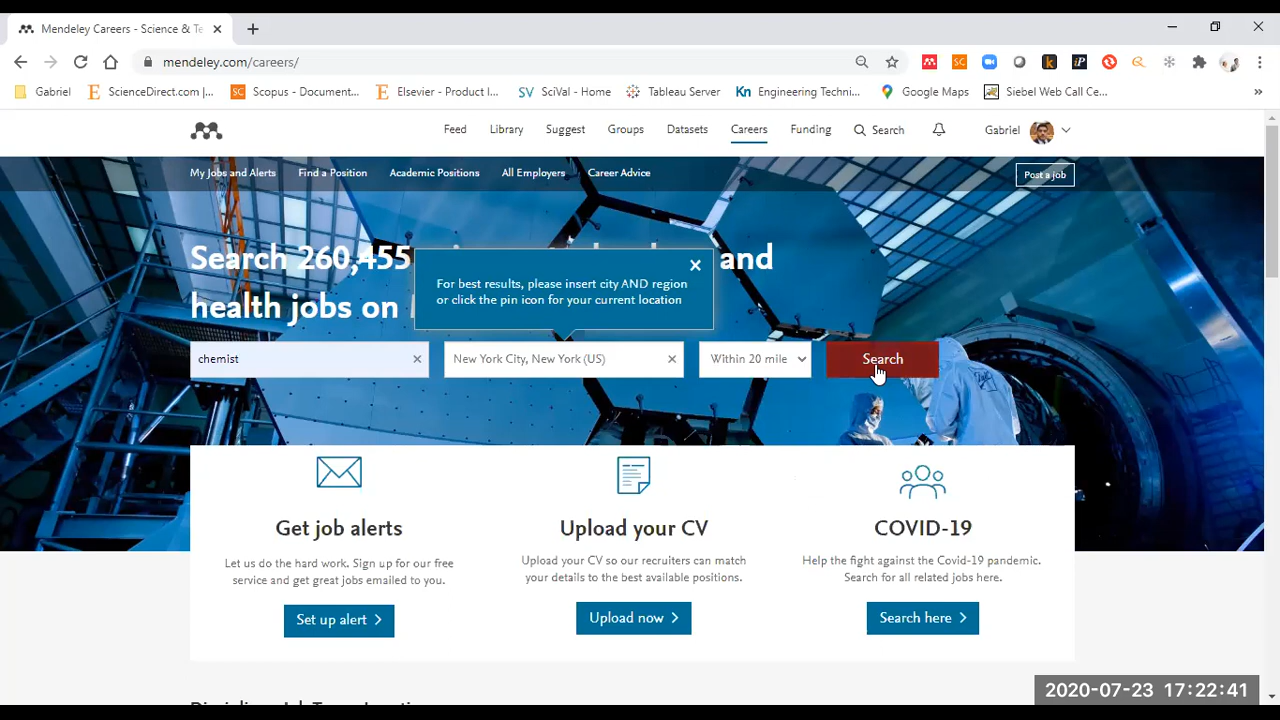 Mendeley Careers - Science & Te
mendeley.com/careers/
Gabriel
ScienceDirect.com |...
Scopus - Document...
Elsevier - Product I...
SciVal - Home
Tableau Server
Engineering Techni...
Google Maps
Siebel Web Call Ce...
Feed
Library
Suggest
Groups
Datasets
Careers
Funding
Search
Gabriel
My Jobs and Alerts
Find a Position
Academic Positions
All Employers
Career Advice
Post a job
Search 260,455
and
health jobs on
For best results, please insert city AND region
or click the pin icon for your current location
chemist
New York City, New York (US)
Within 20 mile
Search
Get job alerts
Let us do the hard work. Sign up for our free
service and get great jobs emailed to you.
Set up alert
Upload your CV
Upload your CV so our recruiters can match
your details to the best available positions.
Upload now
COVID-19
Help the fight against the Covid-19 pandemic.
Search for all related jobs here.
Search here
2020-07-23 17:22:41